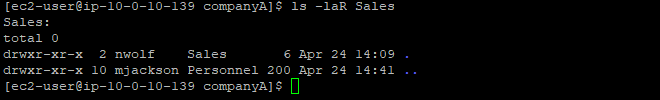 [ec2-user@ip-10-0-10-139 companyA]$ ls -laR Sales
Sales:
total 0
drwxr-xr-x  2 nwolf    Sales       6 Apr 24 14:09 .
drwxr-xr-x 10 mjackson Personnel 200 Apr 24 14:41 ..
[ec2-user@ip-10-0-10-139 companyA]$